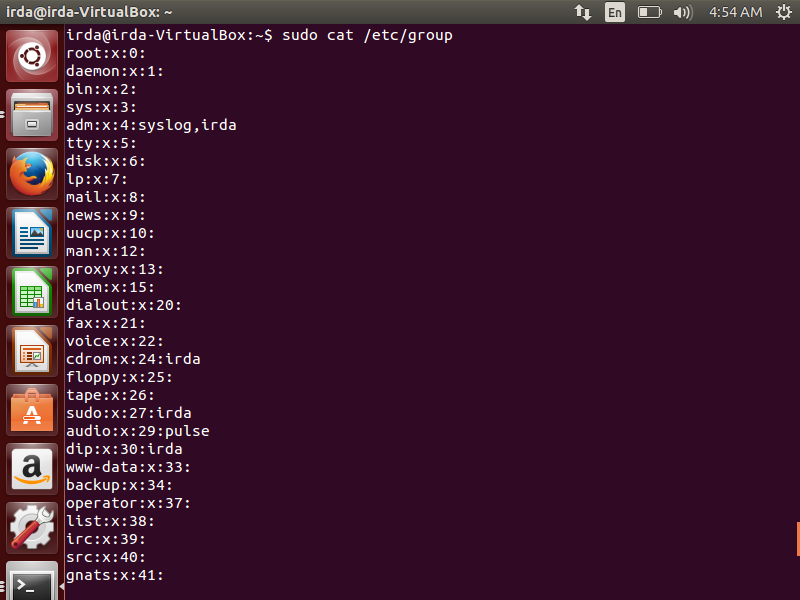 irda@irda-VirtualBox: ~
En
4:54 AM
irda@irda-VirtualBox:~$ sudo cat /etc/group
root:x:0:
daemon:x:1:
bin:x:2:
sys:x:3:
adm:x:4:syslog,irda
tty:x:5:
disk:x:6:
lp:x:7:
mail:x:8:
news:x:9:
uucp:x:10:
man:x:12:
proxy:x:13:
kmem:x:15:
dialout:x:20:
fax:x:21:
voice:x:22:
cdrom:x:24:irda
floppy:x:25:
tape:x:26:
sudo:x:27:irda
audio:x:29:pulse
dip:x:30:irda
www-data:x:33:
backup:x:34:
operator:x:37:
list:x:38:
irc:x:39:
src:x:40:
gnats:x:41: